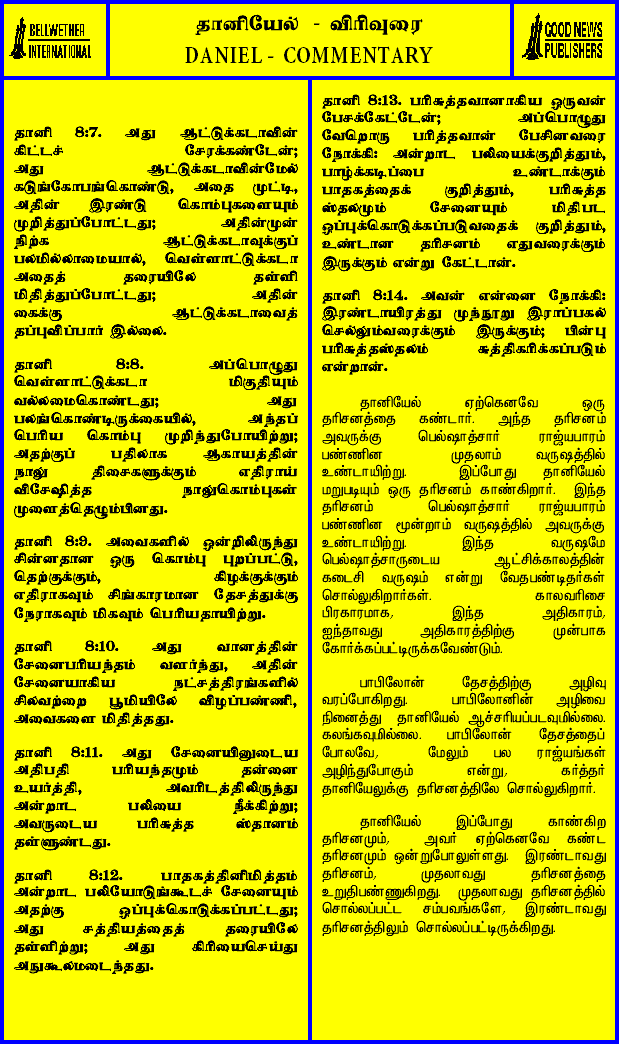 BELLWETHER
INTERNATIONAL
தானியேல் - விரிவுரை
DANIEL - COMMENTARY
GOOD NEWS
PUBLISHERS
தானி 8:7. அது ஆட்டுக்கடாவின்
கிட்டச் சேரக்கண்டேன்;
அது ஆட்டுக்கடாவின்மேல்
கடுங்கோபங்கொண்டு, அதை முட்டி,
அதின் இரண்டு கொம்புகளையும்
முறித்துப்போட்டது; அதின்முன்
நிற்க ஆட்டுக்கடாவுக்குப்
பலமில்லாமையால், வெள்ளாட்டுக்கடா
அதைத் தரையிலே தள்ளி
மிதித்துப்போட்டது; அதின்
கைக்கு ஆட்டுக்கடாவைத்
தப்புவிப்பார் இல்லை.
தானி 8:8. அப்பொழுது
வெள்ளாட்டுக்கடா மிகுதியும்
வல்லமைகொண்டது; அது
பலங்கொண்டிருக்கையில், அந்தப்
பெரிய கொம்பு முறிந்துபோயிற்று;
அதற்குப் பதிலாக ஆகாயத்தின்
நாலு திசைகளுக்கும் எதிராய்
விசேஷித்த நாலுகொம்புகள்
முளைத்தெழும்பினது.
தானி 8:9. அவைகளில் ஒன்றிலிருந்து
சின்னதான ஒரு கொம்பு புறப்பட்டு,
தெற்குக்கும், கிழக்குக்கும்
எதிராகவும் சிங்காரமான தேசத்துக்கு
நேராகவும் மிகவும் பெரியதாயிற்று.
தானி 8:10. அது வானத்தின்
சேனைபரியந்தம் வளர்ந்து, அதின்
சேனையாகிய நட்சத்திரங்களில்
சிலவற்றை பூமியிலே விழப்பண்ணி,
அவைகளை மிதித்தது.
தானி 8:11. அது சேனையினுடைய
அதிபதி பரியந்தமும் தன்னை
உயர்த்தி, அவரிடத்திலிருந்து
அன்றாட பலியை நீக்கிற்று;
அவருடைய பரிசுத்த ஸ்தானம்
தள்ளுண்டது.
தானி 8:12. பாதகத்தினிமித்தம்
அன்றாட பலியோடுங்கூடச் சேனையும்
அதற்கு ஒப்புக்கொடுக்கப்பட்டது;
அது சத்தியத்தைத் தரையிலே
தள்ளிற்று; அது கிரியைசெய்து
அநுகூலமடைந்தது.
தானி 8:13. பரிசுத்தவானாகிய ஒருவன்
பேசக்கேட்டேன்; அப்பொழுது
வேறொரு பரித்தவான் பேசினவரை
நோக்கி: அன்றாட பலியைக்குறித்தும்,
பாழ்க்கடிப்பை உண்டாக்கும்
பாதகத்தைக் குறித்தும், பரிசுத்த
ஸ்தலமும் சேனையும் மிதிபட
ஒப்புக்கொடுக்கப்படுவதைக் குறித்தும்,
உண்டான தரிசனம் எதுவரைக்கும்
இருக்கும் என்று கேட்டான்.
தானி 8:14. அவன் என்னை நோக்கி:
இரண்டாயிரத்து முந்நூறு இராப்பகல்
செல்லும்வரைக்கும் இருக்கும்; பின்பு
பரிசுத்தஸ்தலம் சுத்திகரிக்கப்படும்
என்றான்.
தானியேல் ஏற்கெனவே ஒரு
தரிசனத்தை கண்டார். அந்த தரிசனம்
அவருக்கு பெல்ஷாத்சார் ராஜ்யபாரம்
பண்ணின முதலாம் வருஷத்தில்
உண்டாயிற்று. இப்போது தானியேல்
மறுபடியும் ஒரு தரிசனம் காண்கிறார். இந்த
தரிசனம் பெல்ஷாத்சார் ராஜ்யபாரம்
பண்ணின மூன்றாம் வருஷத்தில் அவருக்கு
உண்டாயிற்று. இந்த வருஷமே
பெல்ஷாத்சாருடைய ஆட்சிக்காலத்தின்
கடைசி வருஷம் என்று வேதபண்டிதர்கள்
சொல்லுகிறார்கள். காலவரிசை
பிரகாரமாக, இந்த அதிகாரம்,
ஐந்தாவது அதிகாரத்திற்கு முன்பாக
கோர்க்கப்பட்டிருக்கவேண்டும்.
பாபிலோன் தேசத்திற்கு அழிவு
வரப்போகிறது. பாபிலோனின் அழிவை
நினைத்து தானியேல் ஆச்சரியப்படவுமில்லை.
கலங்கவுமில்லை. பாபிலோன் தேசத்தைப்
போலவே, மேலும் பல ராஜ்யங்கள்
அழிந்துபோகும் என்று, கர்த்தர்
தானியேலுக்கு தரிசனத்திலே சொல்லுகிறார்.
தானியேல் இப்போது காண்கிற
தரிசனமும், அவர் ஏற்கெனவே கண்ட
தரிசனமும் ஒன்றுபோலுள்ளது. இரண்டாவது
தரிசனம், முதலாவது தரிசனத்தை
உறுதிபண்ணுகிறது. முதலாவது தரிசனத்தில்
சொல்லப்பட்ட சம்பவங்களே, இரண்டாவது
தரிசனத்திலும் சொல்லப்பட்டிருக்கிறது.